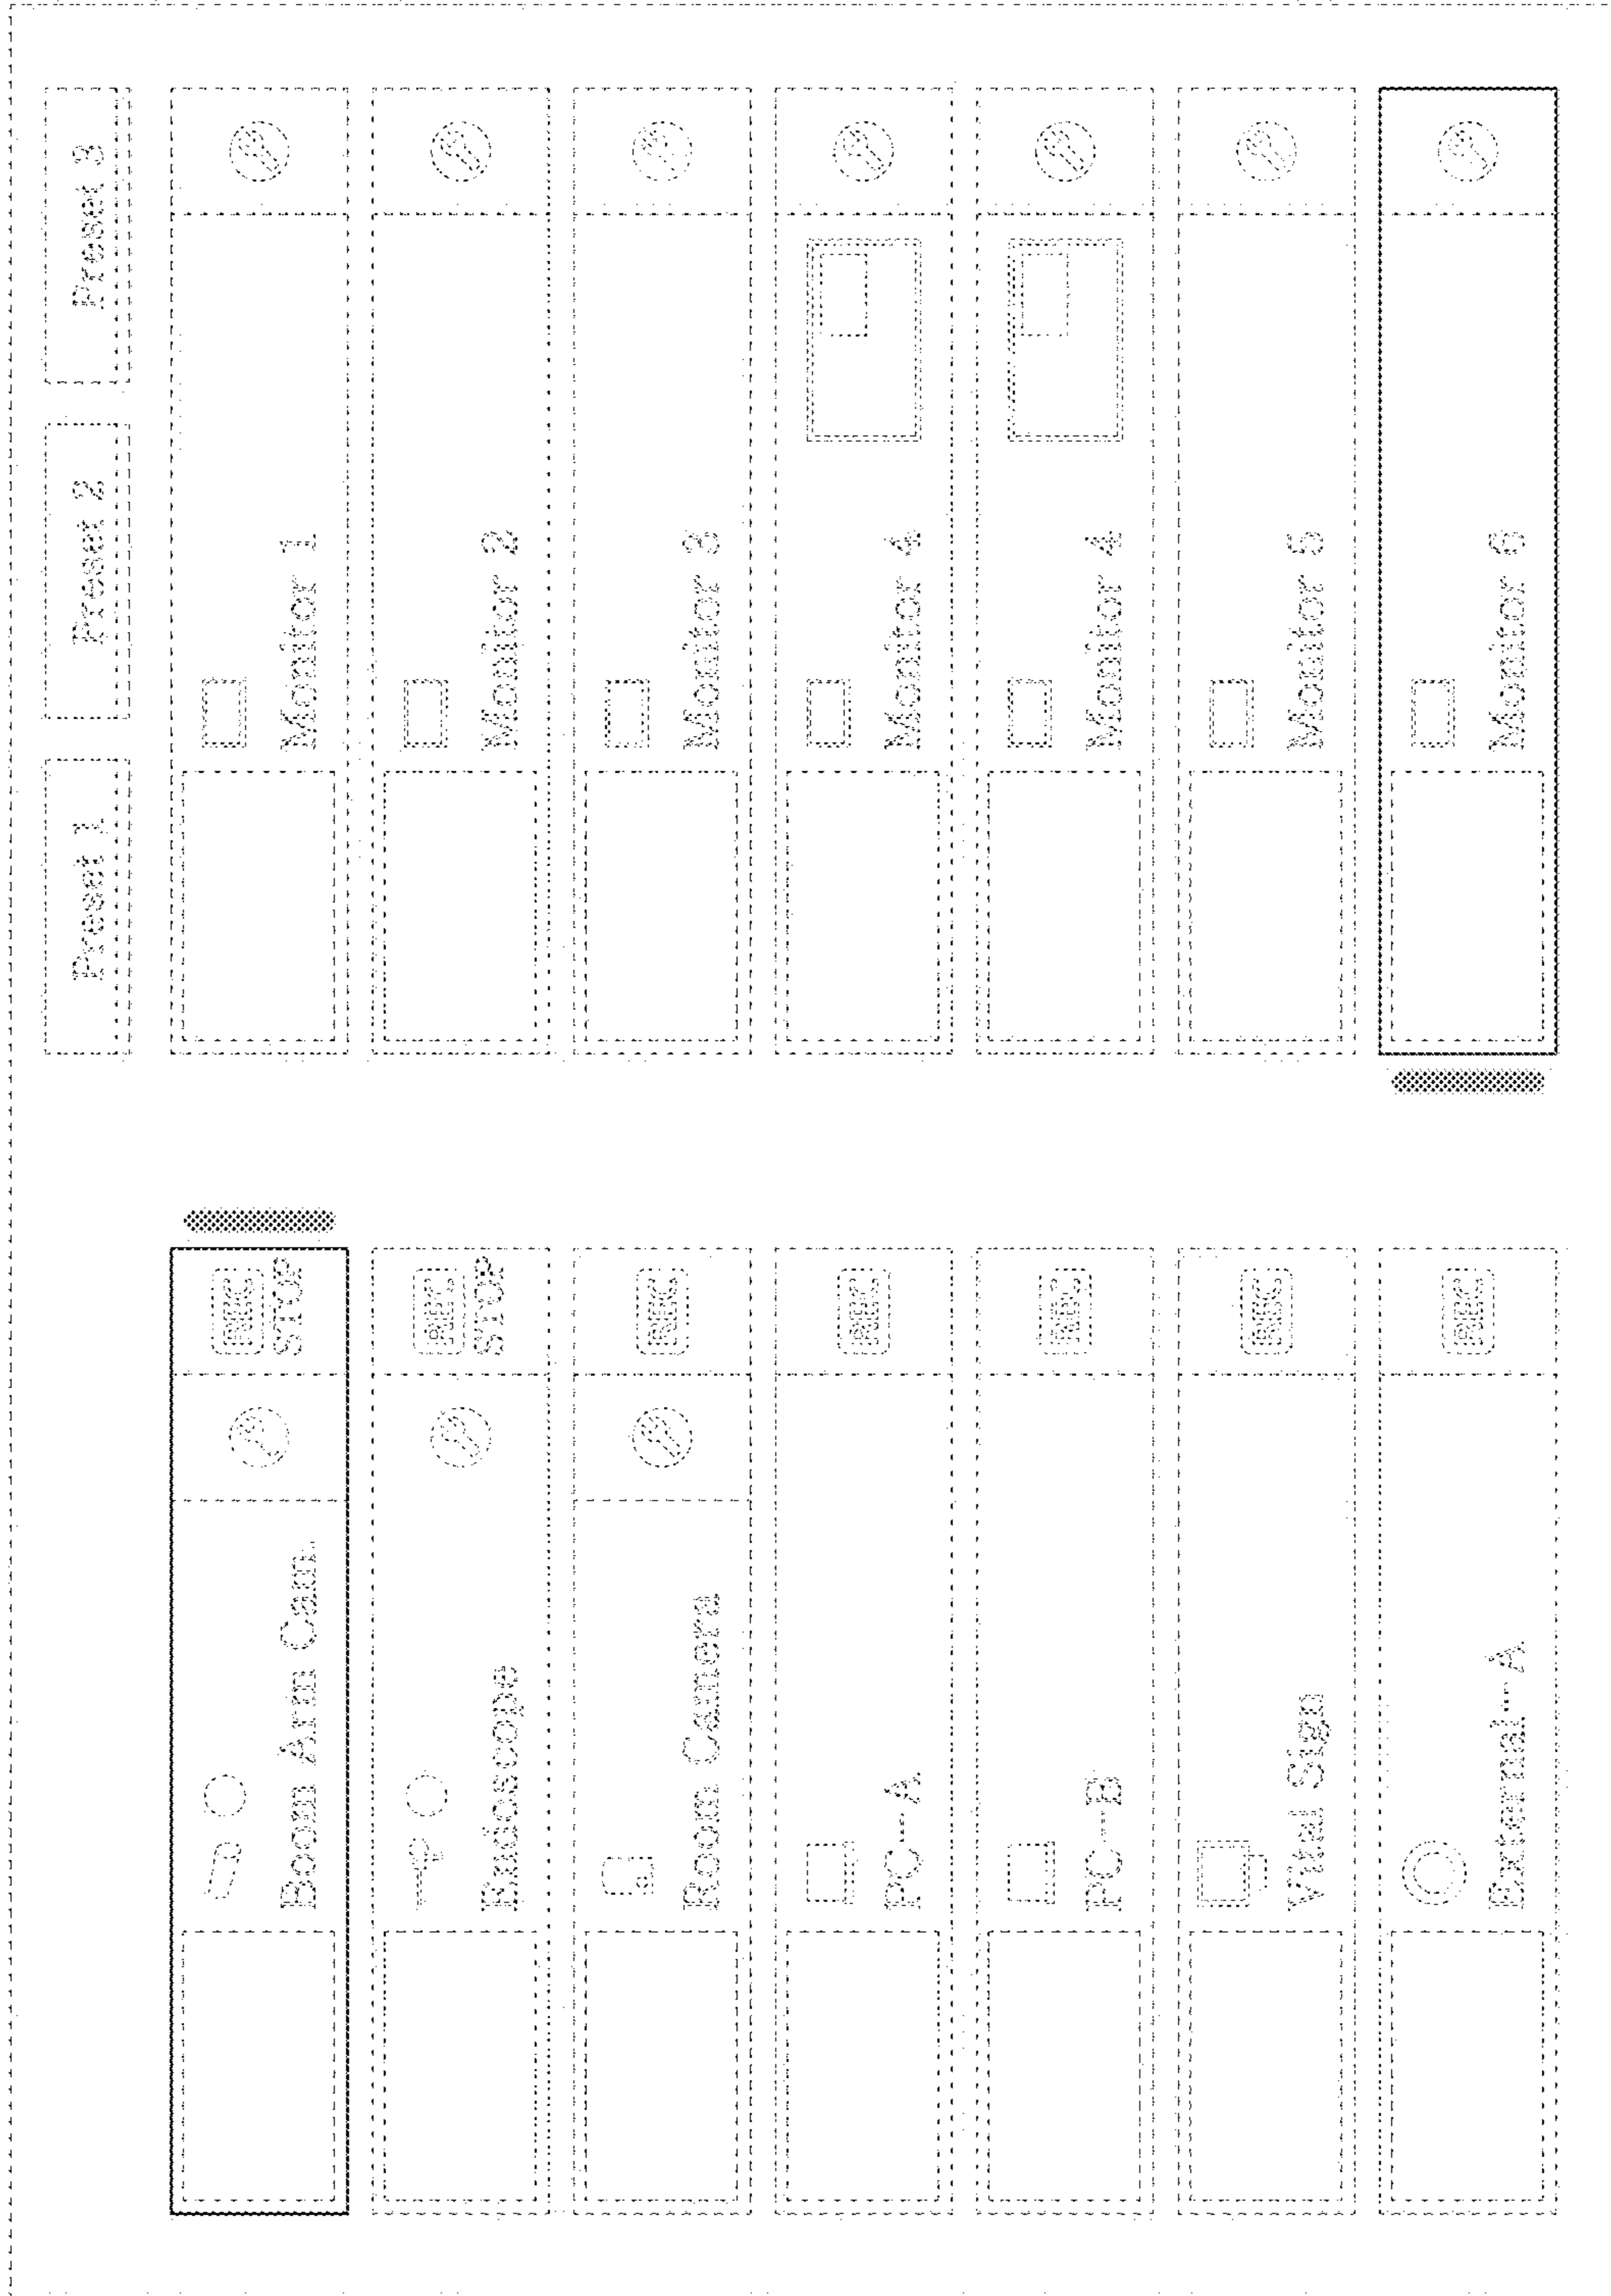 Preset 1
Preset 2
Preset 3
Boom Arm Cam.
REC
STOP
Endoscope
REC
STOP
Room Camera
REC
PC-A
REC
PC-B
REC
Vital Sign
REC
External-A
REC
Monitor 1
Monitor 2
Monitor 3
Monitor 4
Monitor 4
Monitor 5
Monitor 6